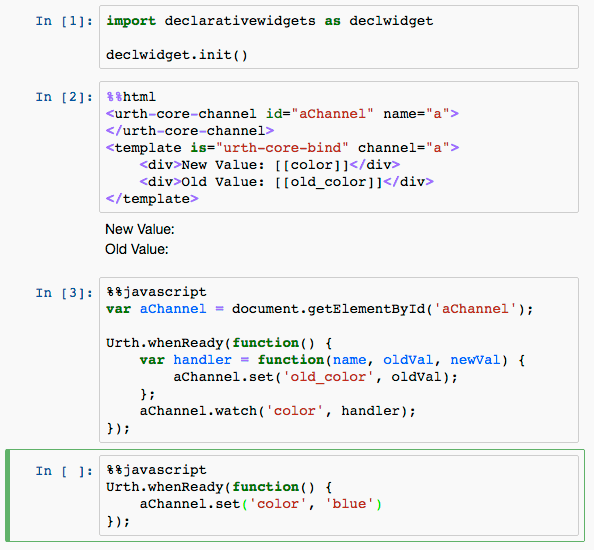 In [1]: import declarativewidgets as declwidget
declwidget.init()
In [2]: %%html
<urth-core-channel id="aChannel" name="a">
</urth-core-channel>
<template is="urth-core-bind" channel="a">
    <div>New Value: [[color]]</div>
    <div>Old Value: [[old_color]]</div>
</template>
New Value:
Old Value:
In [3]: %%javascript
var aChannel = document.getElementById('aChannel');
Urth.whenReady(function() {
    var handler = function(name, oldVal, newVal) {
        aChannel.set('old_color', oldVal);
    };
    aChannel.watch('color', handler);
});
In [ ]: %%javascript
Urth.whenReady(function() {
    aChannel.set('color', 'blue')
});